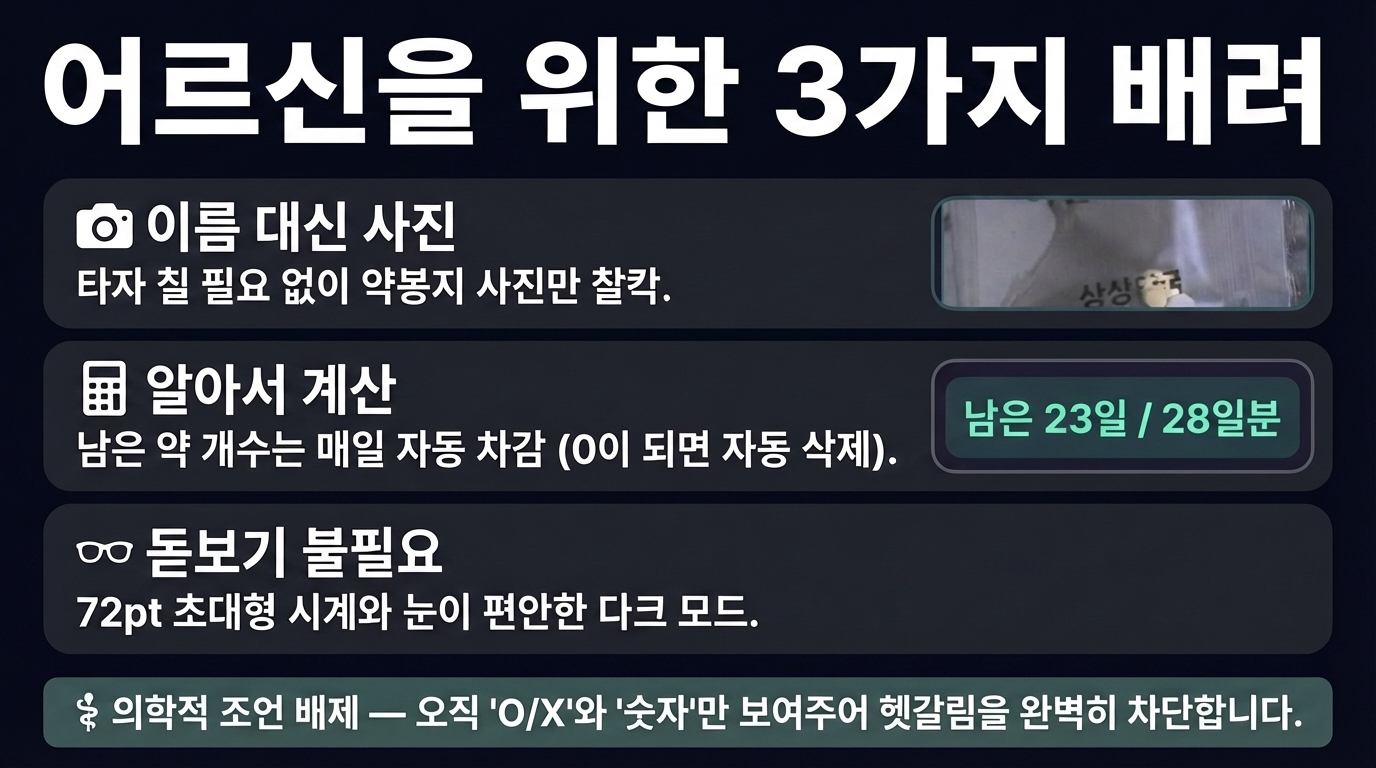 어르신을 위한 3가지 배려
이름 대신 사진
타자 칠 필요 없이 약봉지 사진만 찰칵.
상상
알아서 계산
남은 약 개수는 매일 자동 차감 (0이 되면 자동 삭제).
남은 23일 / 28일분
돋보기 불필요
72pt 초대형 시계와 눈이 편안한 다크 모드.
의학적 조언 배제 — 오직 'O/X'와 '숫자'만 보여주어 헷갈림을 완벽히 차단합니다.